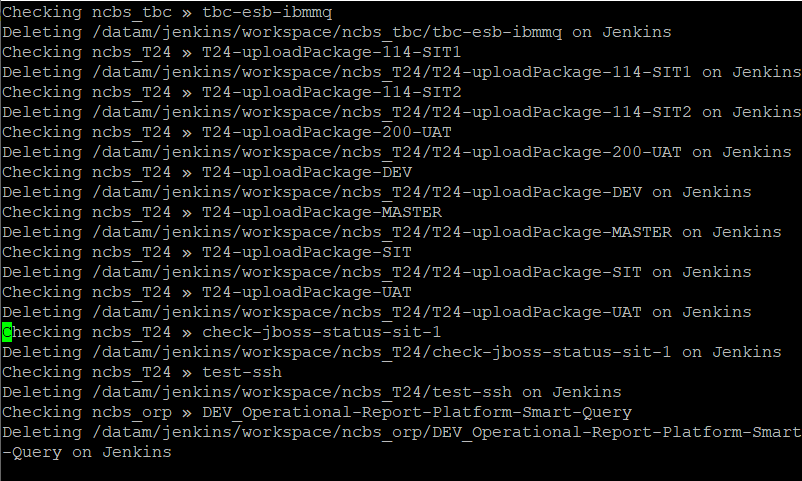 Checking ncbs_tbc » tbc-esb-ibmmq
Deleting /datam/jenkins/workspace/ncbs_tbc/tbc-esb-ibmmq on Jenkins
Checking ncbs_T24 » T24-uploadPackage-114-SIT1
Deleting /datam/jenkins/workspace/ncbs_T24/T24-uploadPackage-114-SIT1 on Jenkins
Checking ncbs_T24 » T24-uploadPackage-114-SIT2
Deleting /datam/jenkins/workspace/ncbs_T24/T24-uploadPackage-114-SIT2 on Jenkins
Checking ncbs_T24 » T24-uploadPackage-200-UAT
Deleting /datam/jenkins/workspace/ncbs_T24/T24-uploadPackage-200-UAT on Jenkins
Checking ncbs_T24 » T24-uploadPackage-DEV
Deleting /datam/jenkins/workspace/ncbs_T24/T24-uploadPackage-DEV on Jenkins
Checking ncbs_T24 » T24-uploadPackage-MASTER
Deleting /datam/jenkins/workspace/ncbs_T24/T24-uploadPackage-MASTER on Jenkins
Checking ncbs_T24 » T24-uploadPackage-SIT
Deleting /datam/jenkins/workspace/ncbs_T24/T24-uploadPackage-SIT on Jenkins
Checking ncbs_T24 » T24-uploadPackage-UAT
Deleting /datam/jenkins/workspace/ncbs_T24/T24-uploadPackage-UAT on Jenkins
Checking ncbs_T24 » check-jboss-status-sit-1
Deleting /datam/jenkins/workspace/ncbs_T24/check-jboss-status-sit-1 on Jenkins
Checking ncbs_T24 » test-ssh
Deleting /datam/jenkins/workspace/ncbs_T24/test-ssh on Jenkins
Checking ncbs_orp » DEV_Operational-Report-Platform-Smart-Query
Deleting /datam/jenkins/workspace/ncbs_orp/DEV_Operational-Report-Platform-Smart
-Query on Jenkins